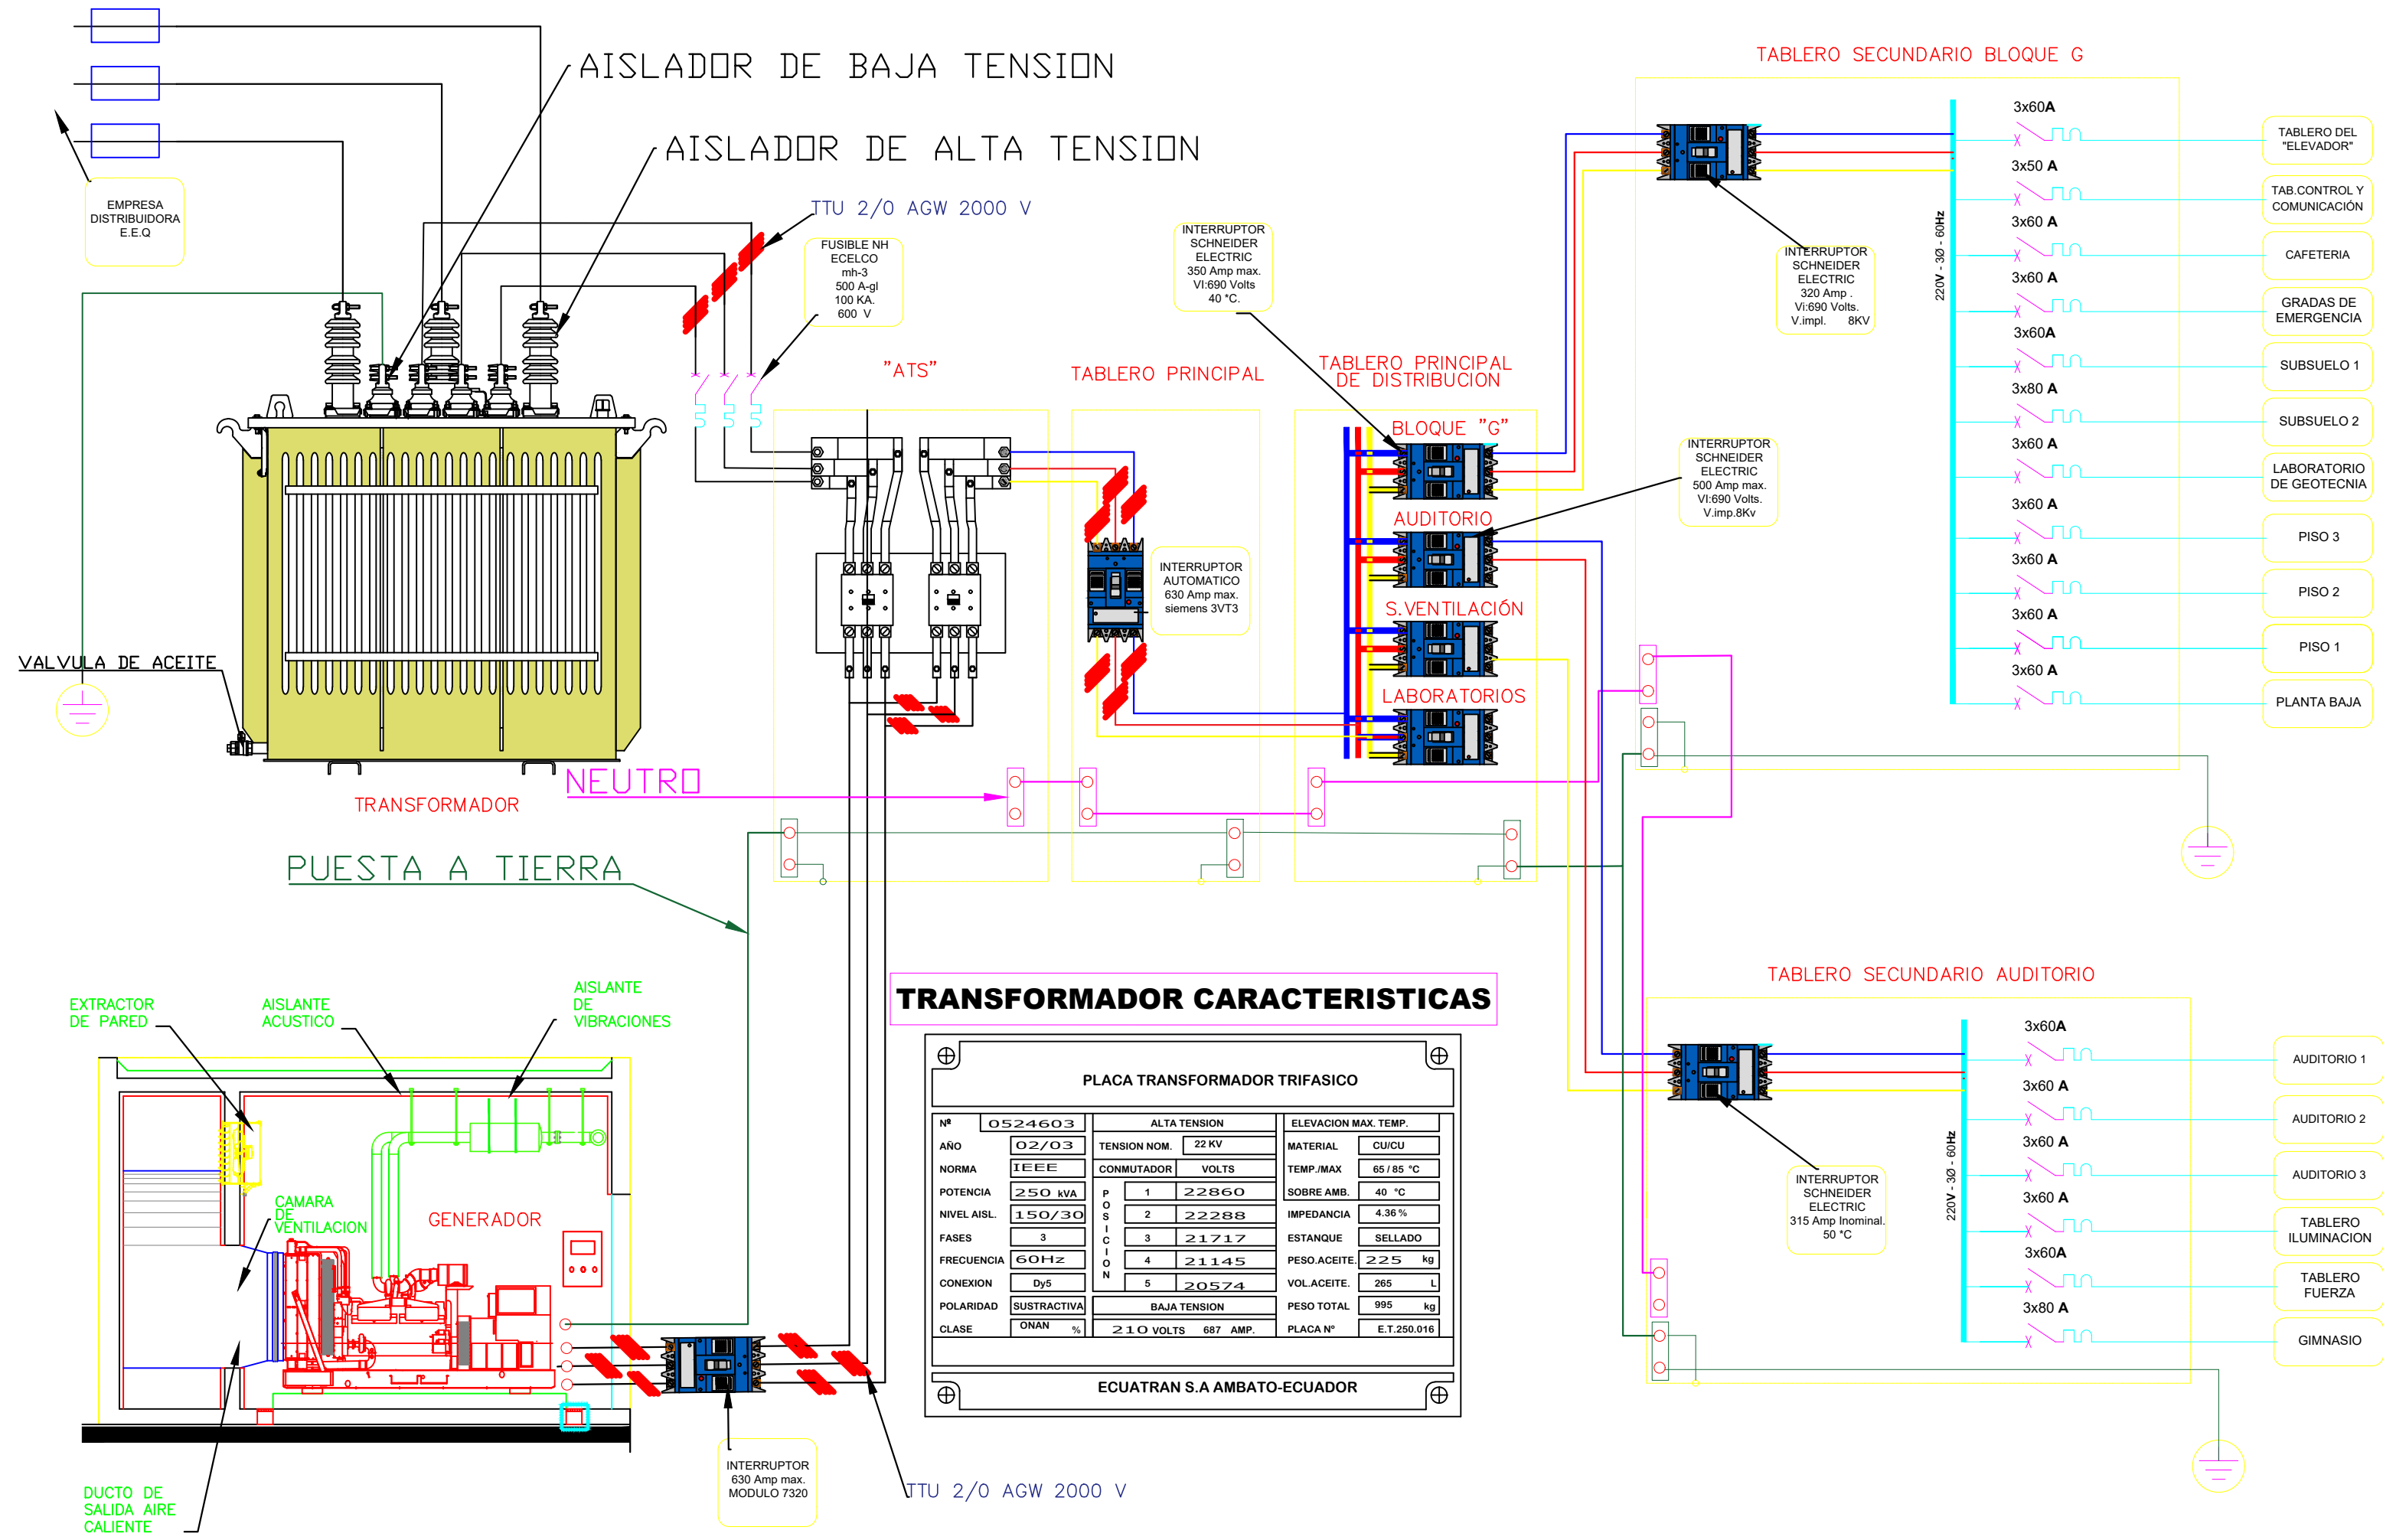 AISLADOR DE BAJA TENSION
AISLADOR DE ALTA TENSION
EMPRESA
DISTRIBUIDORA
E.E.Q
TTU 2/0 AGW 2000 V
FUSIBLE NH
ECELCO
mh-3
500 A-gl
100 KA.
600 V
INTERRUPTOR
SCHNEIDER
ELECTRIC
350 Amp max.
VI:690 Volts
40 °C.
"ATS"
TABLERO PRINCIPAL
TABLERO PRINCIPAL
DE DISTRIBUCION
BLOQUE "G"
AUDITORIO
S.VENTILACIÓN
LABORATORIOS
INTERRUPTOR
AUTOMATICO
630 Amp max.
siemens 3VT3
INTERRUPTOR
SCHNEIDER
ELECTRIC
500 Amp max.
VI:690 Volts.
V.imp.8Kv
TABLERO SECUNDARIO BLOQUE G
INTERRUPTOR
SCHNEIDER
ELECTRIC
320 Amp .
Vi:690 Volts.
V.impl. 8KV
220V - 3Ø - 60Hz
3x60A
TABLERO DEL
"ELEVADOR"
3x50 A
TAB.CONTROL Y
COMUNICACIÓN
3x60 A
CAFETERIA
3x60 A
GRADAS DE
EMERGENCIA
3x60A
SUBSUELO 1
3x80 A
SUBSUELO 2
3x60 A
LABORATORIO
DE GEOTECNIA
3x60 A
PISO 3
3x60 A
PISO 2
3x60 A
PISO 1
3x60 A
PLANTA BAJA
VALVULA DE ACEITE
TRANSFORMADOR
NEUTRO
PUESTA A TIERRA
EXTRACTOR
DE PARED
AISLANTE
ACUSTICO
AISLANTE
DE
VIBRACIONES
CAMARA
DE
VENTILACION
GENERADOR
DUCTO DE
SALIDA AIRE
CALIENTE
INTERRUPTOR
630 Amp max.
MODULO 7320
TTU 2/0 AGW 2000 V
TRANSFORMADOR CARACTERISTICAS
PLACA TRANSFORMADOR TRIFASICO
Nº 0524603
AÑO 02/03
NORMA IEEE
POTENCIA 250 kVA
NIVEL AISL. 150/30
FASES 3
FRECUENCIA 60Hz
CONEXION Dy5
POLARIDAD SUSTRACTIVA
CLASE ONAN %
ALTA TENSION
TENSION NOM. 22 KV
CONMUTADOR VOLTS
POSICION
1 22860
2 22288
3 21717
4 21145
5 20574
BAJA TENSION
210 VOLTS 687 AMP.
ELEVACION MAX. TEMP.
MATERIAL CU/CU
TEMP./MAX 65 / 85 °C
SOBRE AMB. 40 °C
IMPEDANCIA 4.36 %
ESTANQUE SELLADO
PESO.ACEITE. 225 kg
VOL.ACEITE. 265 L
PESO TOTAL 995 kg
PLACA Nº E.T.250.016
ECUATRAN S.A AMBATO-ECUADOR
TABLERO SECUNDARIO AUDITORIO
INTERRUPTOR
SCHNEIDER
ELECTRIC
315 Amp Inominal.
50 °C
220V - 3Ø - 60Hz
3x60A
AUDITORIO 1
3x60 A
AUDITORIO 2
3x60 A
AUDITORIO 3
3x60 A
TABLERO
ILUMINACION
3x60A
TABLERO
FUERZA
3x80 A
GIMNASIO